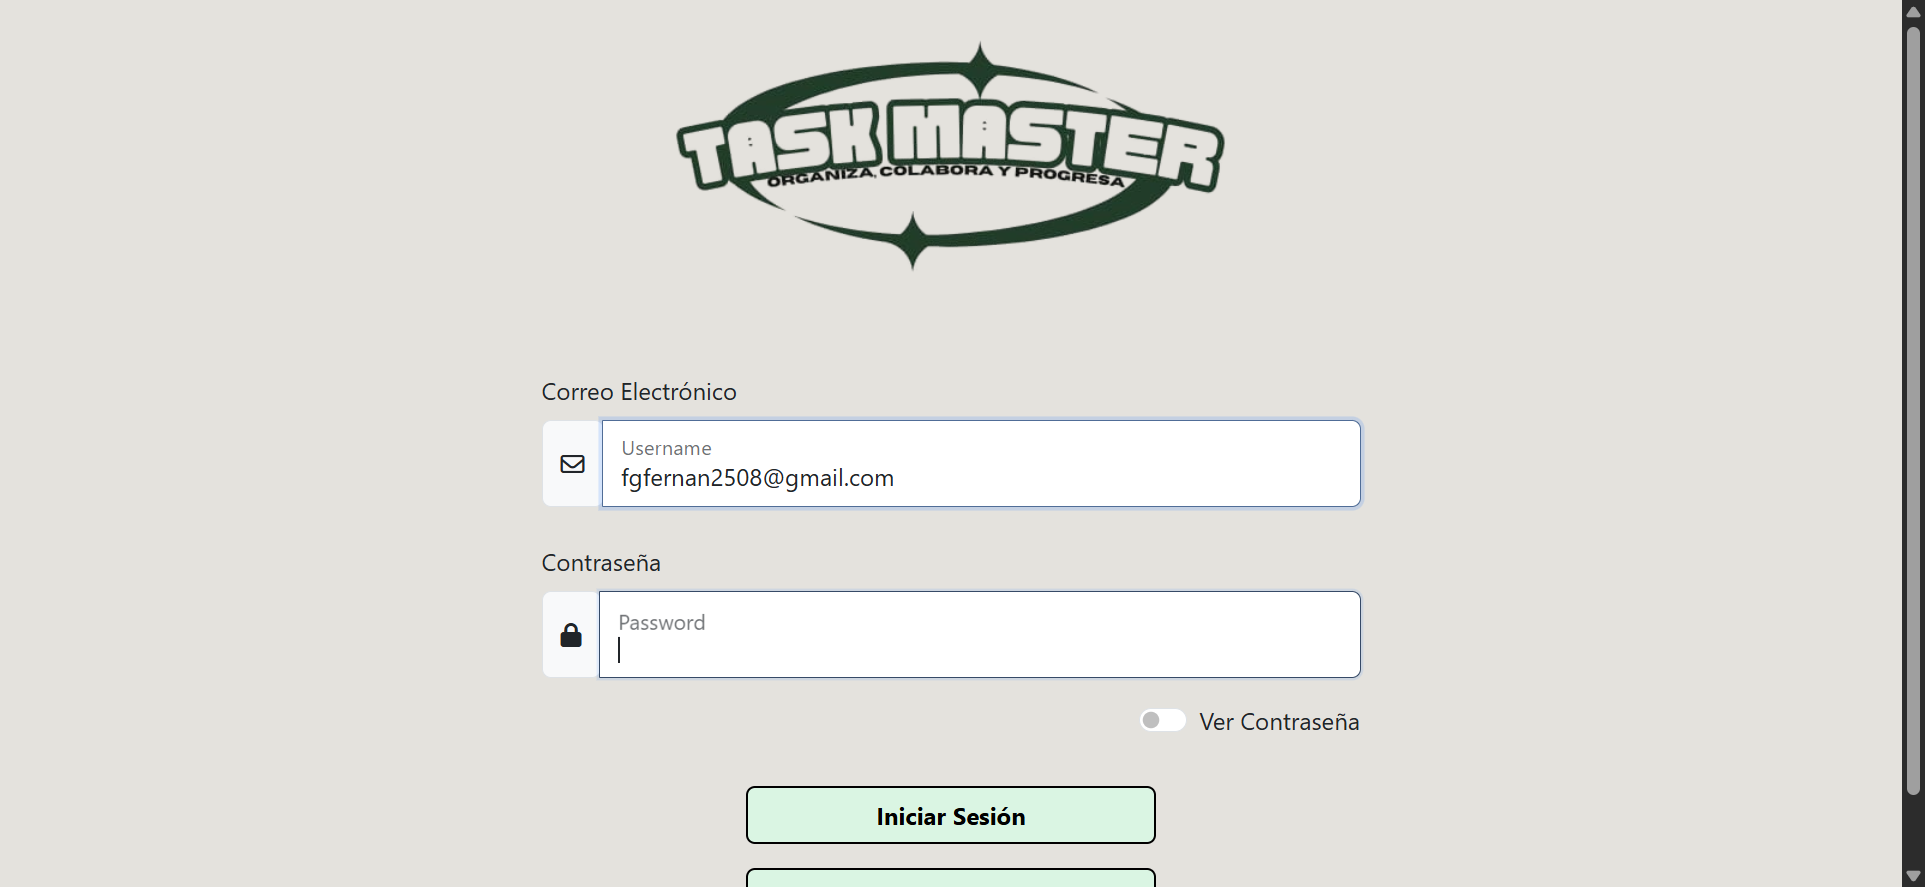 TASK MASTER
ORGANIZA, COLABORA Y PROGRESA
Correo Electrónico
Username
fgfernan2508@gmail.com
Contraseña
Password
Ver Contraseña
Iniciar Sesión